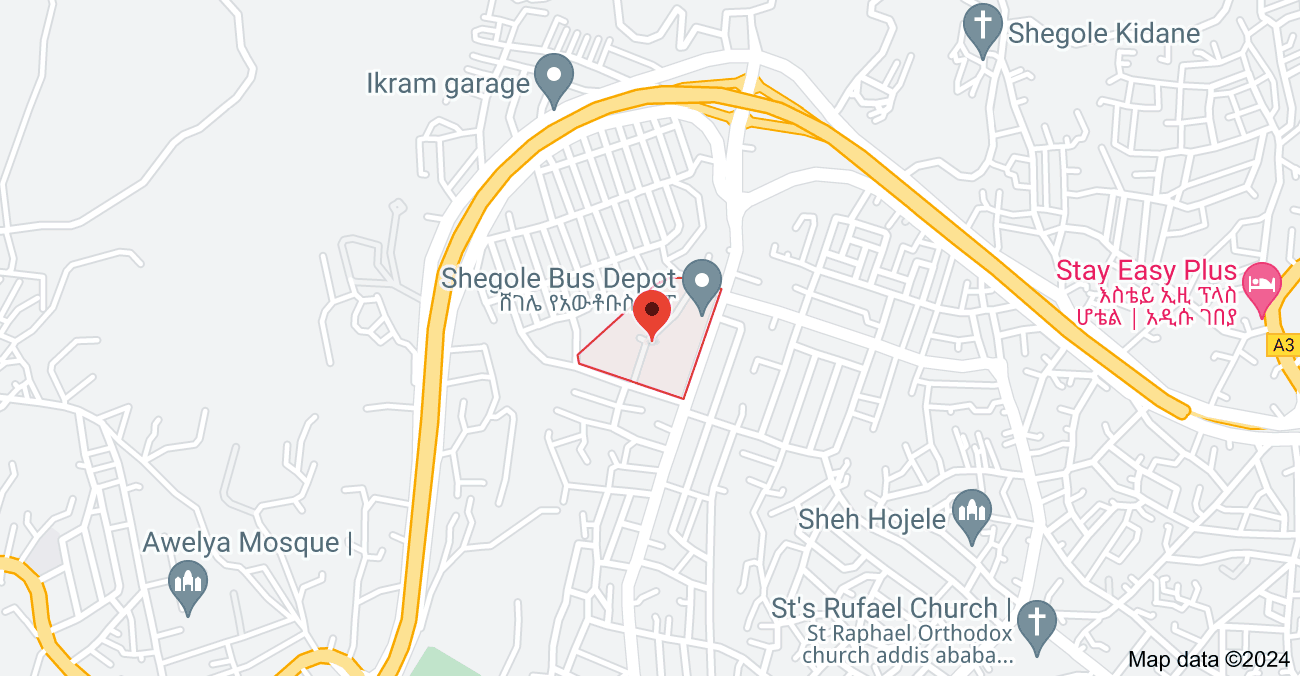 Shegole Kidane
Ikram garage
Shegole Bus Depot
ሸገሌ የአውቶቡስ
Stay Easy Plus
እስቴይ ኢዚ ፕላስ
ሆቴል | አዲሱ ገበያ
A3
Sheh Hojele
Awelya Mosque |
St's Rufael Church |
St Raphael Orthodox
church addis ababa...
Map data ©2024